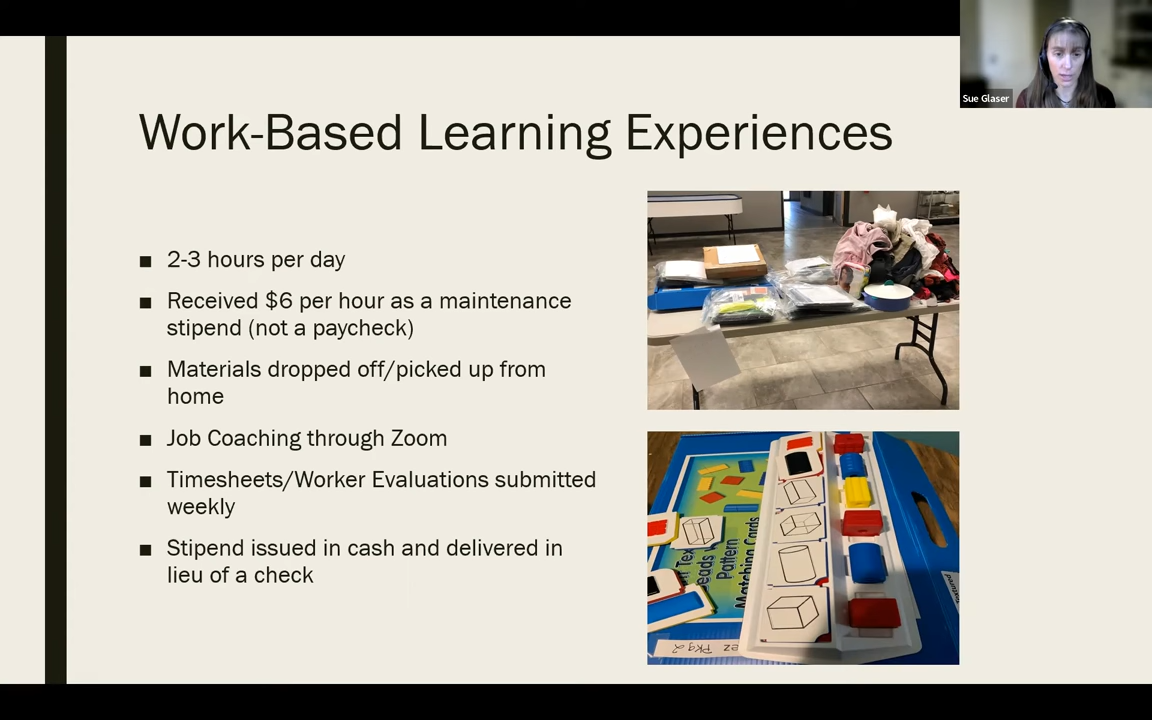 Sue Glaser
Work-Based Learning Experiences
■ 2-3 hours per day
■ Received $6 per hour as a maintenance
stipend (not a paycheck)
■ Materials dropped off/picked up from
home
■ Job Coaching through Zoom
■ Timesheets/Worker Evaluations submitted
weekly
■ Stipend issued in cash and delivered in
lieu of a check
Pattern
Matching Cards